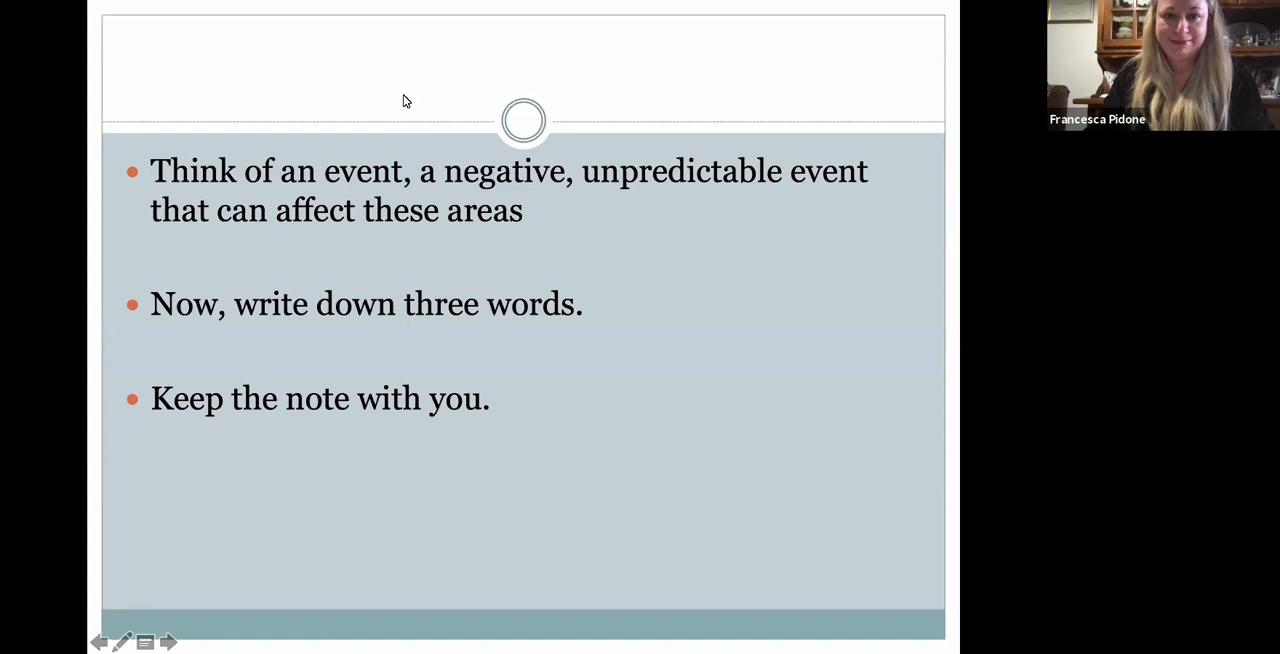 Think of an event, a negative, unpredictable event
that can affect these areas
Now, write down three words.
Keep the note with you.
Francesca Pidone